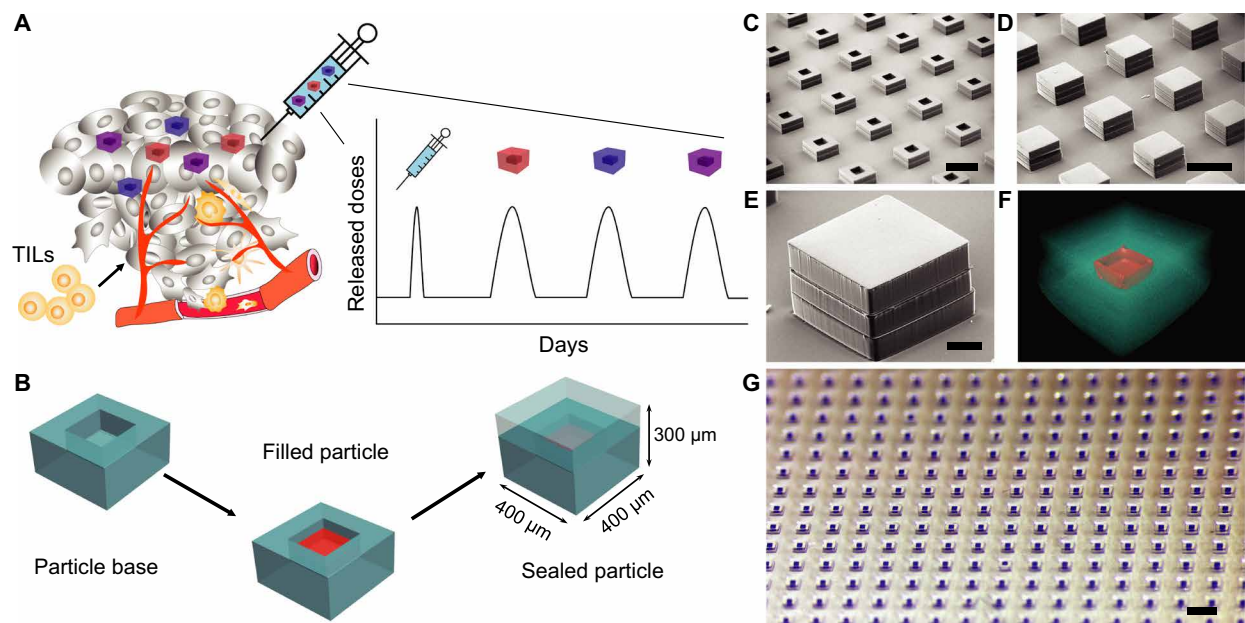 A
TILs
Released doses
Days
B
Particle base
Filled particle
Sealed particle
300 µm
400 µm
400 µm
C
D
E
F
G